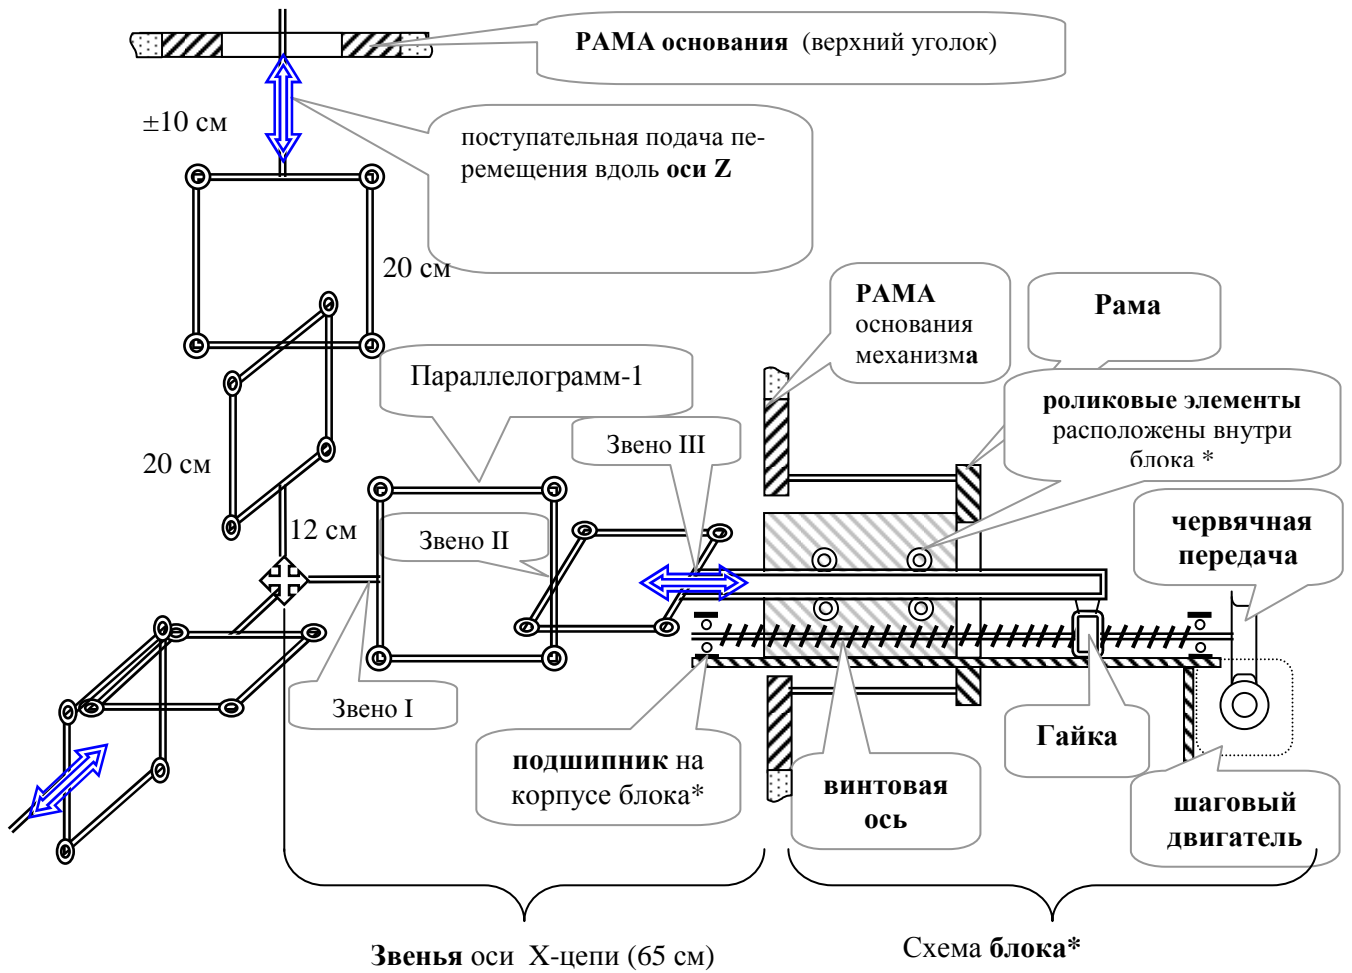 РАМА основания (верхний уголок)
±10 см
поступательная подача пе-
ремещения вдоль оси Z
20 см
РАМА
основания
механизма
Рама
Параллелограмм-1
роликовые элементы
расположены внутри
блока *
Звено III
20 см
12 см
Звено II
червячная
передача
Звено I
подшипник на
корпусе блока*
Гайка
винтовая
ось
шаговый
двигатель
Звенья оси X-цепи (65 см)
Схема блока*